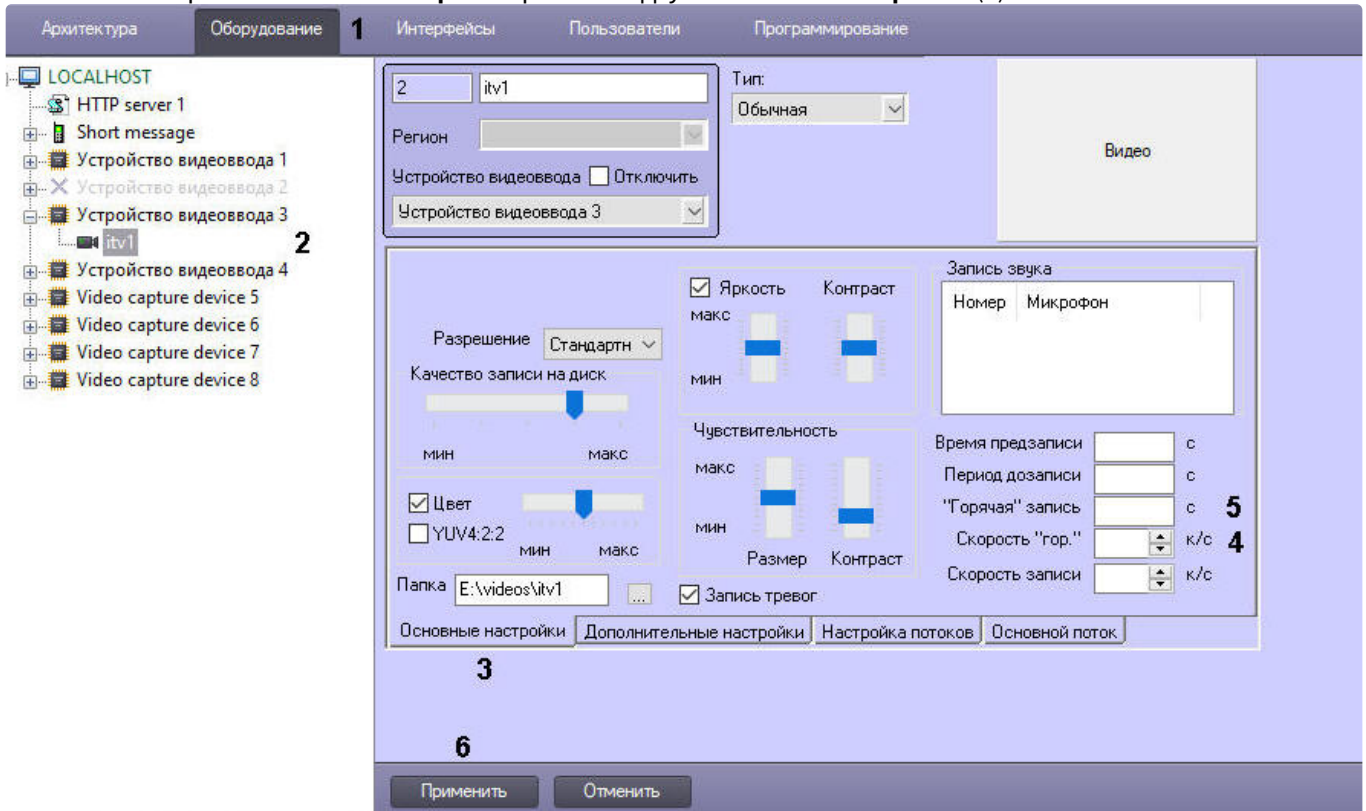 Архитектура Оборудование 1 Интерфейсы Пользователи Программирование
LOCALHOST
HTTP server 1
Short message
Устройство видеоввода 1
Устройство видеоввода 2
Устройство видеоввода 3
itv1 2
Устройство видеоввода 4
Video capture device 5
Video capture device 6
Video capture device 7
Video capture device 8
2 itv1
Регион
Устройство видеоввода Отключить
Устройство видеоввода 3
Тип:
Обычная
Видео
Разрешение Стандартн
Качество записи на диск
мин макс
Цвет
YUV4:2:2
мин макс
Папка E:\videos\itv1 ...
Яркость Контраст
макс
мин
Чувствительность
макс
мин
Размер Контраст
Запись тревог
Запись звука
Номер Микрофон
Время предзаписи с
Период дозаписи с
"Горячая" запись с 5
Скорость "гор." к/с 4
Скорость записи к/с
Основные настройки Дополнительные настройки Настройка потоков Основной поток
3
6
Применить Отменить